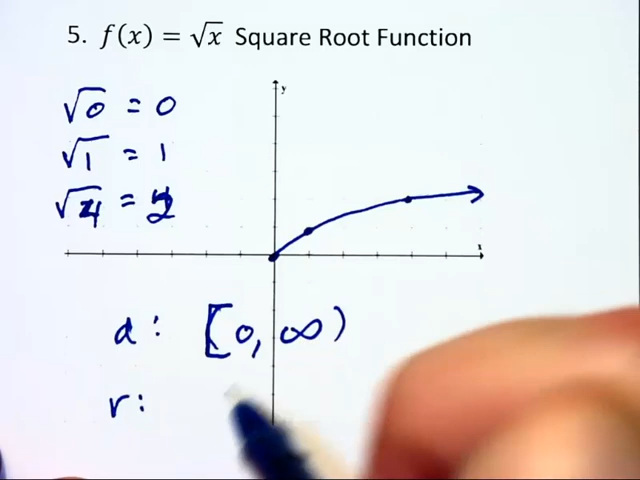 5. f(x) = √x Square Root Function
y
√0 = 0
√1 = 1
√4 = 2
x
d: [0, ∞)
r: